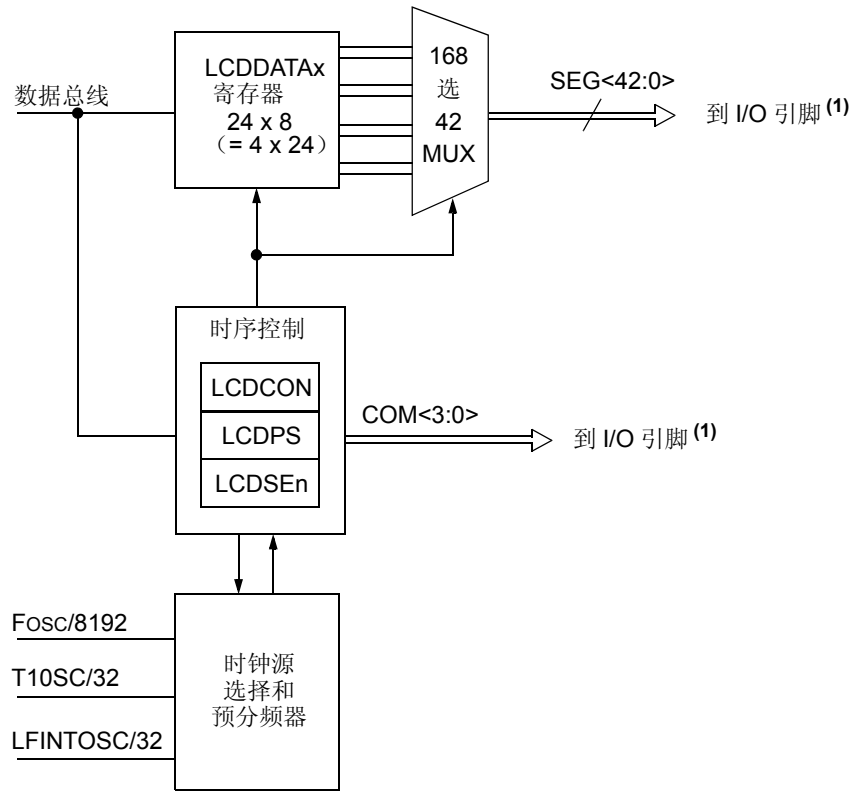 LCDDATAx
寄存器
24 x 8
（= 4 x 24）
168
选
42
MUX
SEG<42:0>
到 I/O 引脚 (1)
数据总线
时序控制
LCDCON
LCDPS
LCDSEn
COM<3:0>
到 I/O 引脚 (1)
FOSC/8192
T10SC/32
LFINTOSC/32
时钟源
选择和
预分频器